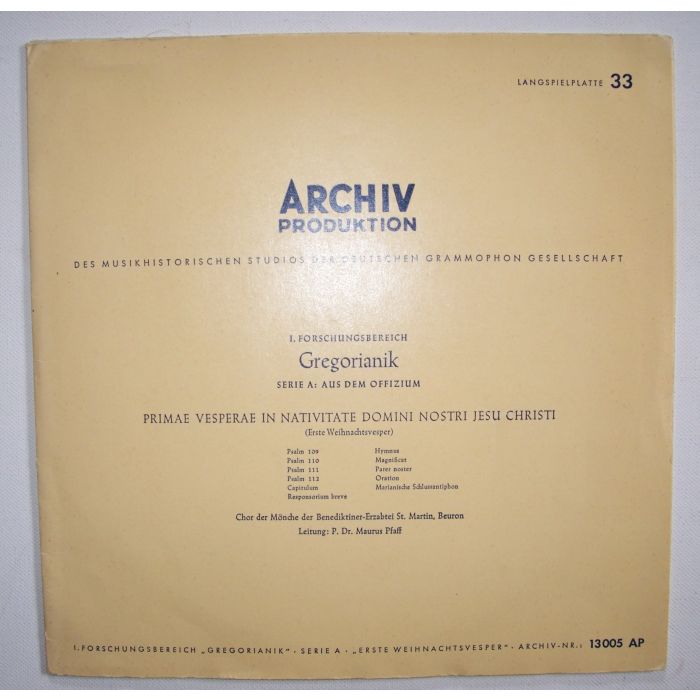 LANGSPIELPLATTE 33
ARCHIV
PRODUKTION
DES MUSIKHISTORISCHEN STUDIOS DER DEUTSCHEN GRAMMOPHON GESELLSCHAFT
I. FORSCHUNGSBEREICH
Gregorianik
SERIE A: AUS DEM OFFIZIUM
PRIMAE VESPERAE IN NATIVITATE DOMINI NOSTRI JESU CHRISTI
(Erste Weihnachtsvesper)
Psalm 109 Hymnus
Psalm 110 Magnificat
Psalm 111 Pater noster
Psalm 112 Oration
Capitulum Marianische Schlussantiphon
Responsorium breve
Chor der Mönche der Benediktiner-Erzabtei St. Martin, Beuron
Leitung: P. Dr. Maurus Pfaff
I. FORSCHUNGSBEREICH „GREGORIANIK" · SERIE A · „ERSTE WEIHNACHTSVESPER" · ARCHIV-NR.: 13005 AP